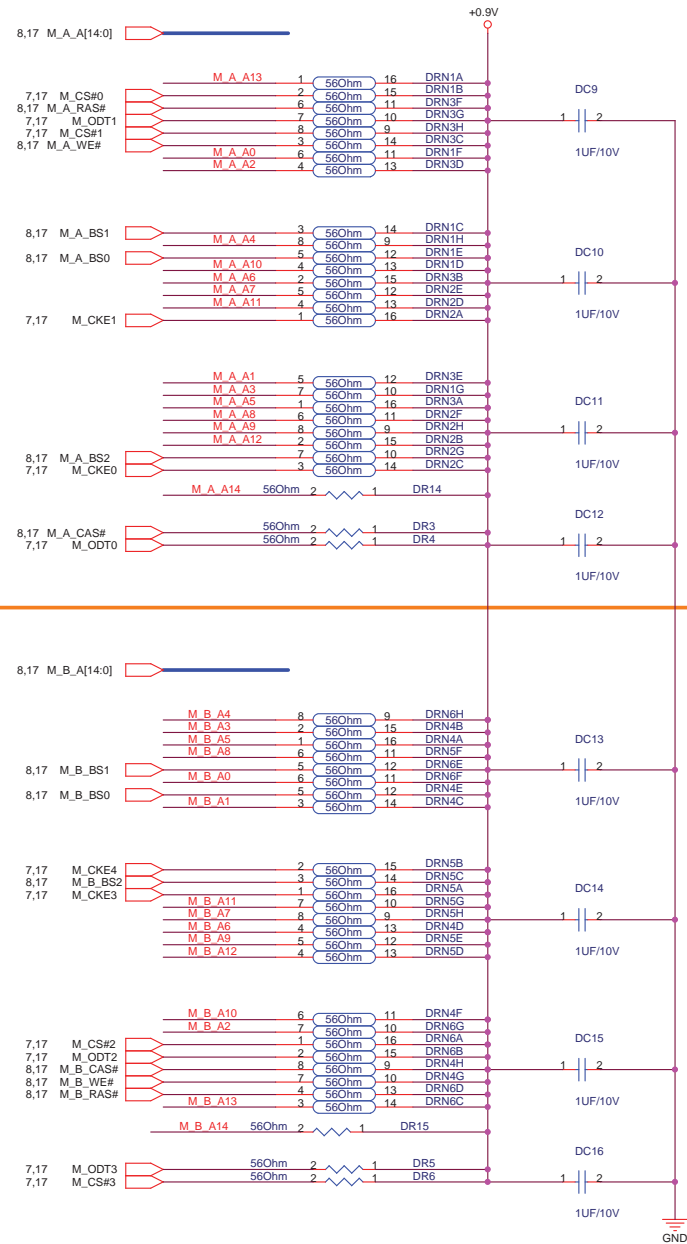 +0.9V
8,17 M_A_A[14:0]
M_A_A13 1 56Ohm 16 DRN1A
7,17 M_CS#0 2 56Ohm 15 DRN1B
8,17 M_A_RAS# 6 56Ohm 11 DRN3F
7,17 M_ODT1 7 56Ohm 10 DRN3G
7,17 M_CS#1 8 56Ohm 9 DRN3H
8,17 M_A_WE# 3 56Ohm 14 DRN3C
M_A_A0 6 56Ohm 11 DRN1F
M_A_A2 4 56Ohm 13 DRN3D
DC9
1 2
1UF/10V
8,17 M_A_BS1 3 56Ohm 14 DRN1C
M_A_A4 8 56Ohm 9 DRN1H
8,17 M_A_BS0 5 56Ohm 12 DRN1E
M_A_A10 4 56Ohm 13 DRN1D
M_A_A6 2 56Ohm 15 DRN3B
M_A_A7 5 56Ohm 12 DRN2E
M_A_A11 4 56Ohm 13 DRN2D
7,17 M_CKE1 1 56Ohm 16 DRN2A
DC10
1 2
1UF/10V
M_A_A1 5 56Ohm 12 DRN3E
M_A_A3 7 56Ohm 10 DRN1G
M_A_A5 1 56Ohm 16 DRN3A
M_A_A8 6 56Ohm 11 DRN2F
M_A_A9 8 56Ohm 9 DRN2H
M_A_A12 2 56Ohm 15 DRN2B
8,17 M_A_BS2 7 56Ohm 10 DRN2G
7,17 M_CKE0 3 56Ohm 14 DRN2C
DC11
1 2
1UF/10V
M_A_A14 56Ohm 2 1 DR14
8,17 M_A_CAS# 56Ohm 2 1 DR3
7,17 M_ODT0 56Ohm 2 1 DR4
DC12
1 2
1UF/10V
8,17 M_B_A[14:0]
M_B_A4 8 56Ohm 9 DRN6H
M_B_A3 2 56Ohm 15 DRN4B
M_B_A5 1 56Ohm 16 DRN4A
M_B_A8 6 56Ohm 11 DRN5F
8,17 M_B_BS1 5 56Ohm 12 DRN6E
M_B_A0 6 56Ohm 11 DRN6F
8,17 M_B_BS0 5 56Ohm 12 DRN4E
M_B_A1 3 56Ohm 14 DRN4C
DC13
1 2
1UF/10V
7,17 M_CKE4 2 56Ohm 15 DRN5B
8,17 M_B_BS2 3 56Ohm 14 DRN5C
7,17 M_CKE3 1 56Ohm 16 DRN5A
M_B_A11 7 56Ohm 10 DRN5G
M_B_A7 8 56Ohm 9 DRN5H
M_B_A6 4 56Ohm 13 DRN4D
M_B_A9 5 56Ohm 12 DRN5E
M_B_A12 4 56Ohm 13 DRN5D
DC14
1 2
1UF/10V
M_B_A10 6 56Ohm 11 DRN4F
M_B_A2 7 56Ohm 10 DRN6G
7,17 M_CS#2 1 56Ohm 16 DRN6A
7,17 M_ODT2 2 56Ohm 15 DRN6B
8,17 M_B_CAS# 8 56Ohm 9 DRN4H
8,17 M_B_WE# 7 56Ohm 10 DRN4G
8,17 M_B_RAS# 4 56Ohm 13 DRN6D
M_B_A13 3 56Ohm 14 DRN6C
DC15
1 2
1UF/10V
M_B_A14 56Ohm 2 1 DR15
7,17 M_ODT3 56Ohm 2 1 DR5
7,17 M_CS#3 56Ohm 2 1 DR6
DC16
1 2
1UF/10V
GND